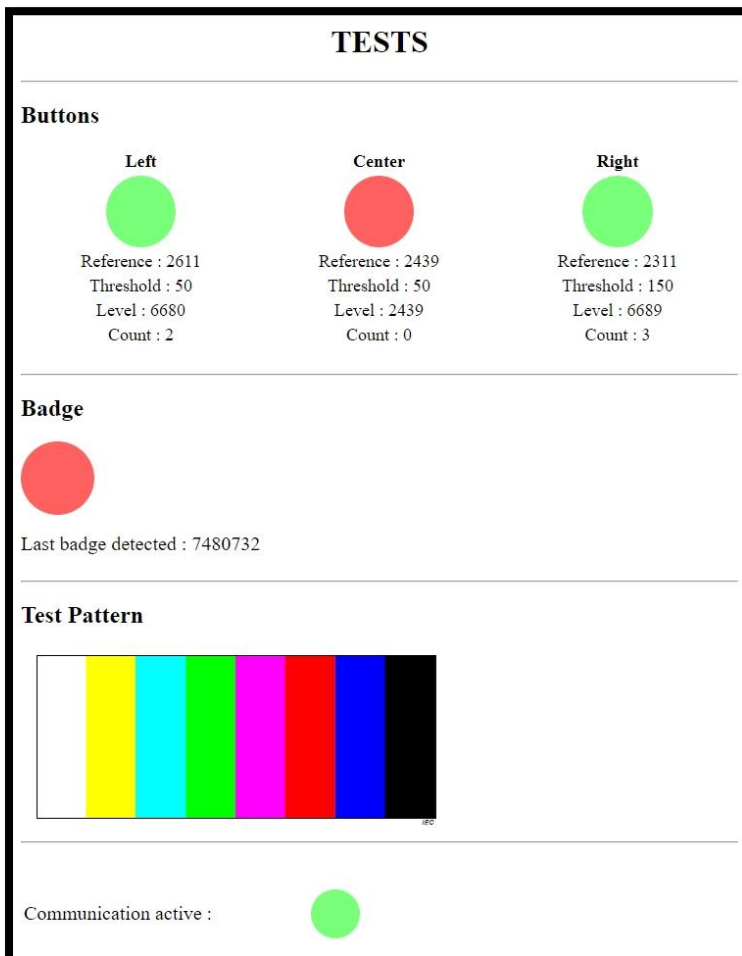 TESTS
Buttons
Left Center Right
Reference : 2611 Reference : 2439 Reference : 2311
Threshold : 50 Threshold : 50 Threshold : 150
Level : 6680 Level : 2439 Level : 6689
Count : 2 Count : 0 Count : 3
Badge
Last badge detected : 7480732
Test Pattern
IEC
Communication active :